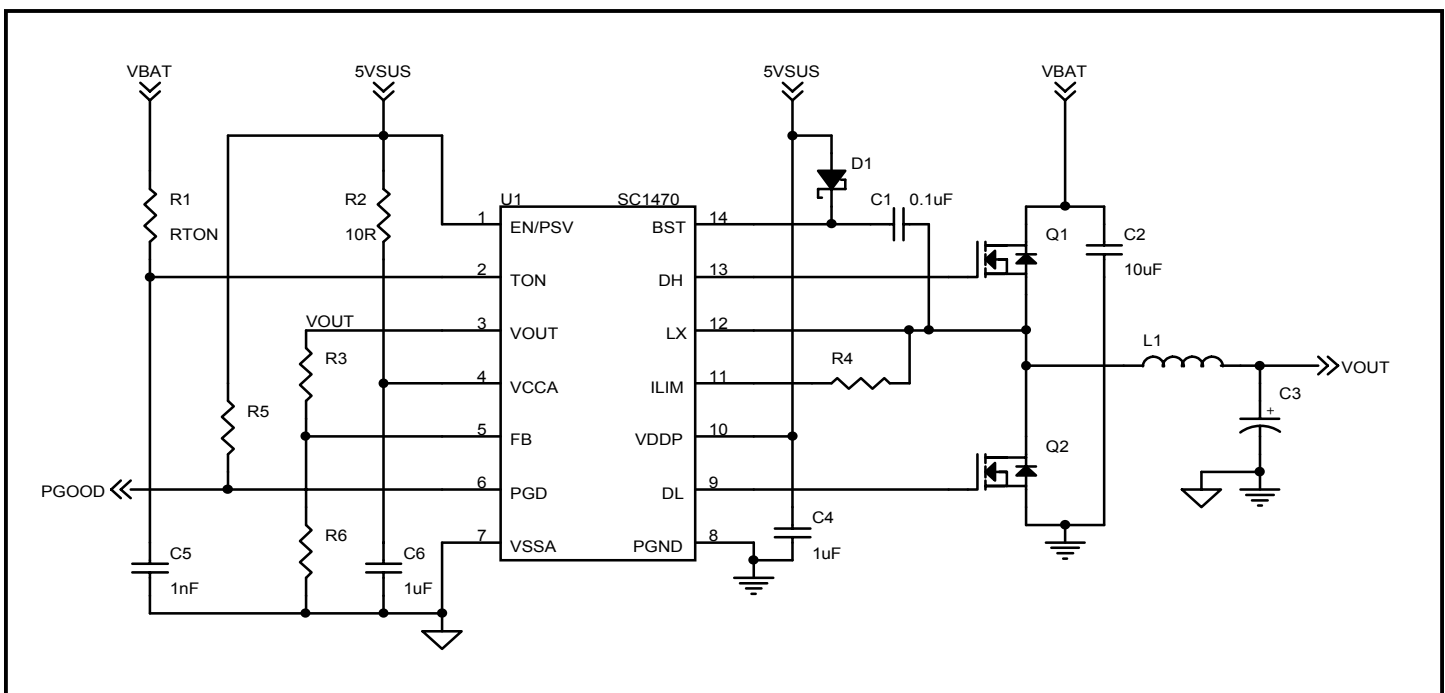 VBAT
5VSUS
5VSUS
VBAT
D1
R1
RTON
R2
10R
U1
SC1470
C1
0.1uF
1
EN/PSV
BST
14
Q1
C2
10uF
2
TON
DH
13
VOUT
3
VOUT
LX
12
R3
R4
L1
VOUT
4
VCCA
ILIM
11
C3
+
R5
5
FB
VDDP
10
Q2
PGOOD
6
PGD
DL
9
R6
C4
1uF
7
VSSA
PGND
8
C5
1nF
C6
1uF